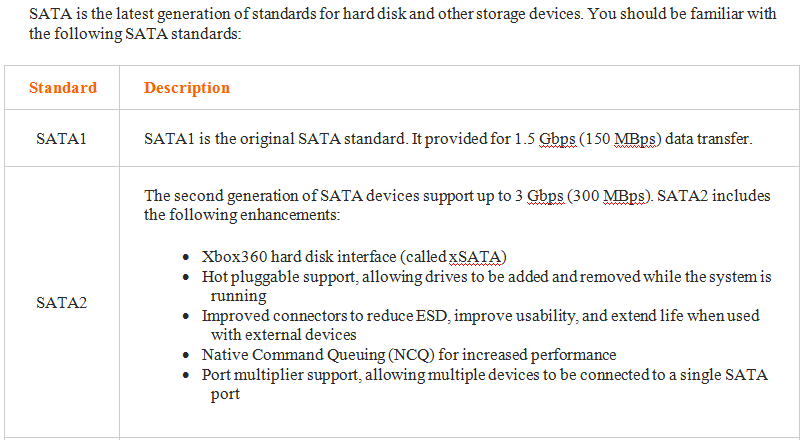 SATA is the latest generation of standards for hard disk and other storage devices. You should be familiar with
the following SATA standards:
Standard Description
SATA1 SATA1 is the original SATA standard. It provided for 1.5 Gbps (150 MBps) data transfer.
The second generation of SATA devices support up to 3 Gbps (300 MBps). SATA2 includes
the following enhancements:
• Xbox360 hard disk interface (called xSATA)
• Hot pluggable support, allowing drives to be added and removed while the system is
running
SATA2
• Improved connectors to reduce ESD, improve usability, and extend life when used
with external devices
• Native Command Queuing (NCQ) for increased performance
• Port multiplier support, allowing multiple devices to be connected to a single SATA
port